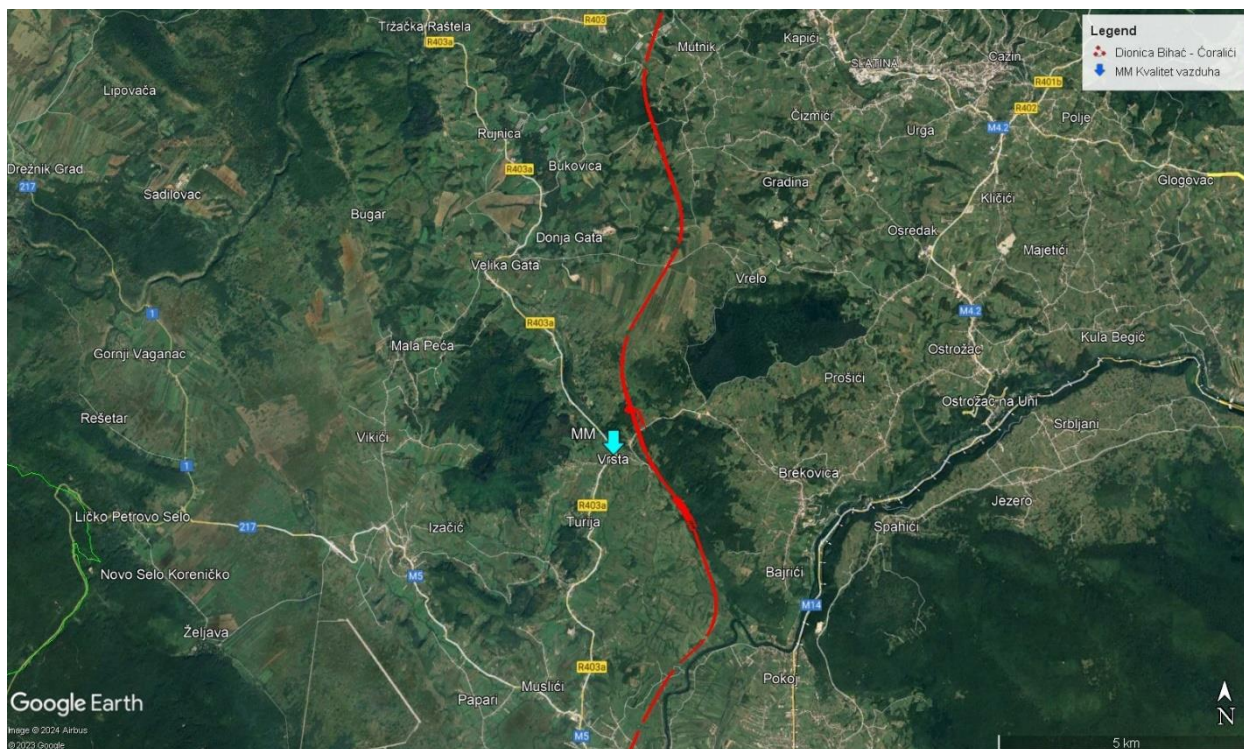 Tržačka Raštela
R403
R403a
Mutnik
Kapići
SLATINA
Cazin
Legend
Dionica Bihać - Ćoralići
MM Kvalitet vazduha
Lipovača
R401b
R402
Polje
Čizmići
Urga
M4.2
Rujnica
Drežnik Grad
217
Sadilovac
R403a
Bukovica
Gradina
Kličići
Glogovac
Bugar
Donja Gata
Osredak
Majetići
Velika Gata
Vrelo
1
R403a
M4.2
Gornji Vaganac
Mala Peća
Ostrožac
Kula Begić
Prošići
Rešetar
Ostrožac na Uni
Vikići
MM
Srbljani
1
Vrsta
Brekovica
R403a
Ličko Petrovo Selo
217
Izačić
Turija
Spahići
Jezero
Novo Selo Koreničko
M5
Bajrići
M14
Željava
R403a
Pokoj
Muslići
Papari
Google Earth
M5
N
Image © 2024 Airbus
© 2023 Google
5 km